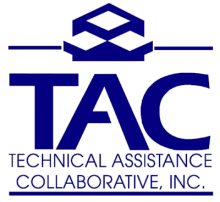 TAC
TECHNICAL ASSISTANCE
COLLABORATIVE, INC.